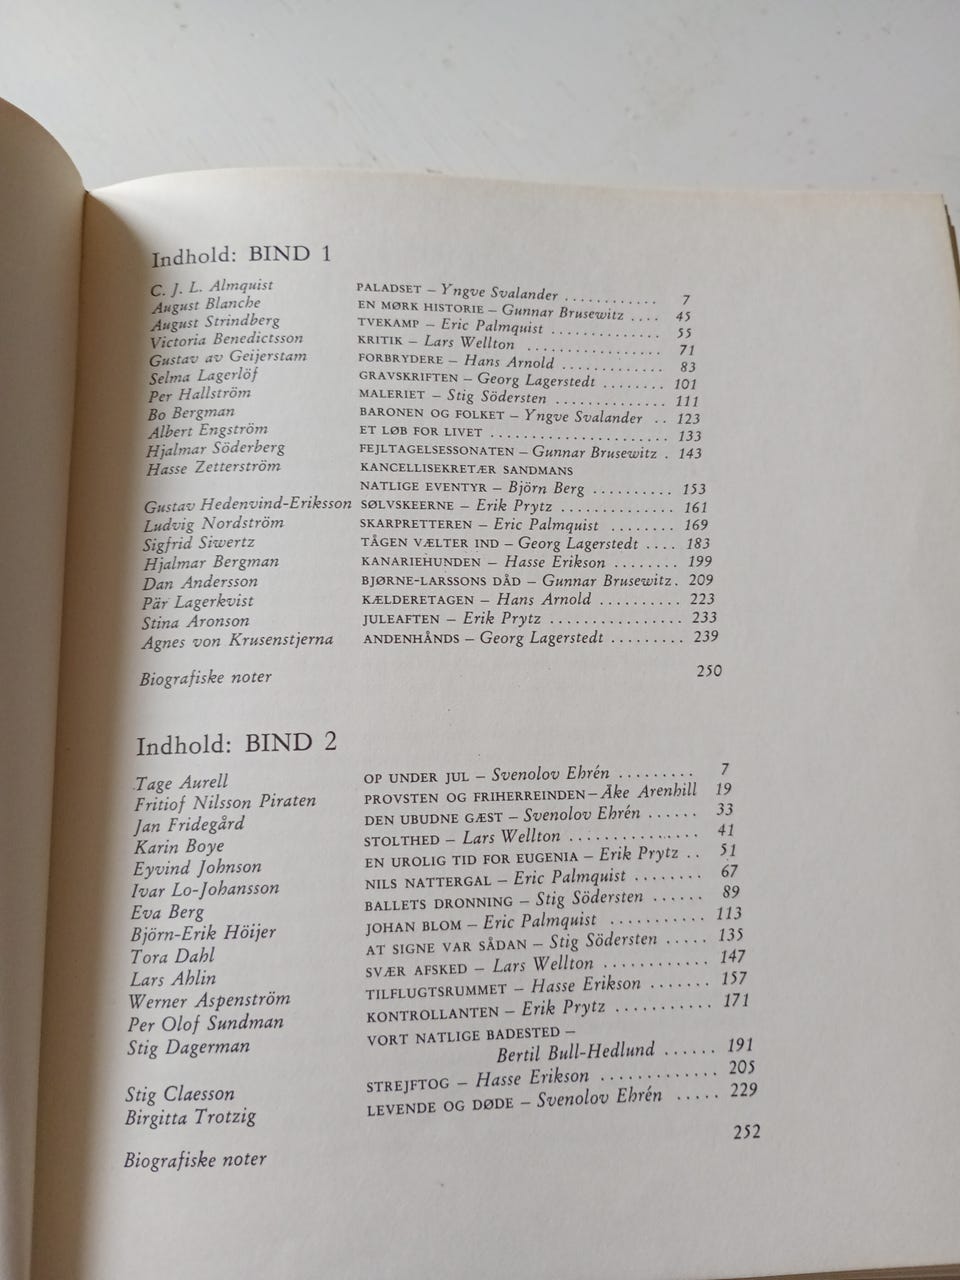 Indhold: BIND 1
C. J. L. Almquist PALADSET – Yngve Svalander ............ 7
August Blanche EN MØRK HISTORIE – Gunnar Brusewitz .... 45
August Strindberg TVEKAMP – Eric Palmquist .............. 55
Victoria Benedictsson KRITIK – Lars Wellton ................. 71
Gustav av Geijerstam FORBRYDERE – Hans Arnold ............. 83
Selma Lagerlöf GRAVSKRIFTEN – Georg Lagerstedt ........ 101
Per Hallström MALERIET – Stig Södersten .............. 111
Bo Bergman BARONEN OG FOLKET – Yngve Svalander .. 123
Albert Engström ET LØB FOR LIVET ...................... 133
Hjalmar Söderberg FEJLTAGELSESSONATEN – Gunnar Brusewitz . 143
Hasse Zetterström KANCELLISEKRETÆR SANDMANS
NATLIGE EVENTYR – Björn Berg .......... 153
Gustav Hedenvind-Eriksson SØLVSKEERNE – Erik Prytz .............. 161
Ludvig Nordström SKARPRETTEREN – Eric Palmquist ........ 169
Sigfrid Siwertz TÅGEN VÆLTER IND – Georg Lagerstedt .... 183
Hjalmar Bergman KANARIEHUNDEN – Hasse Erikson ........ 199
Dan Andersson BJØRNE-LARSSONS DÅD – Gunnar Brusewitz . 209
Pär Lagerkvist KÆLDERETAGEN – Hans Arnold .......... 223
Stina Aronson JULEAFTEN – Erik Prytz ................. 233
Agnes von Krusenstjerna ANDENHÅNDS – Georg Lagerstedt ......... 239
Biografiske noter 250
Indhold: BIND 2
Tage Aurell OP UNDER JUL – Svenolov Ehrén ......... 7
Fritiof Nilsson Piraten PROVSTEN OG FRIHERREINDEN – Åke Arenhill 19
Jan Fridegård DEN UBUDNE GÆST – Svenolov Ehrén ...... 33
Karin Boye STOLTHED – Lars Wellton ............... 41
Eyvind Johnson EN UROLIG TID FOR EUGENIA – Erik Prytz .. 51
Ivar Lo-Johansson NILS NATTERGAL – Eric Palmquist ........ 67
Eva Berg BALLETS DRONNING – Stig Södersten ...... 89
Björn-Erik Höijer JOHAN BLOM – Eric Palmquist ........... 113
Tora Dahl AT SIGNE VAR SÅDAN – Stig Södersten ..... 135
Lars Ahlin SVÆR AFSKED – Lars Wellton ............ 147
Werner Aspenström TILFLUGTSRUMMET – Hasse Erikson ....... 157
Per Olof Sundman KONTROLLANTEN – Erik Prytz ........... 171
Stig Dagerman VORT NATLIGE BADESTED –
Bertil Bull-Hedlund ...... 191
Stig Claesson STREJFTOG – Hasse Erikson ............. 205
Birgitta Trotzig LEVENDE OG DØDE – Svenolov Ehrén ..... 229
Biografiske noter 252